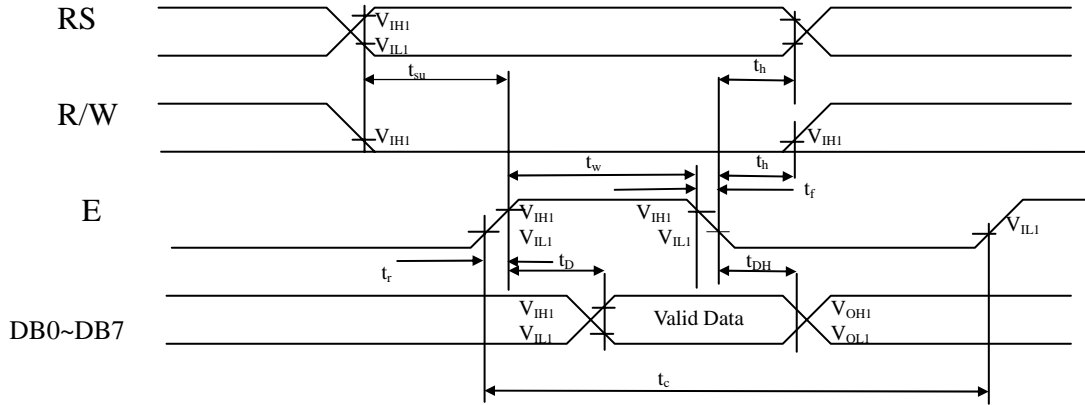 RS
V_IH1
V_IL1
t_su
t_h
R/W
V_IH1
V_IH1
t_w
t_h
t_f
E
V_IH1
V_IH1
V_IL1
V_IL1
V_IL1
t_r
t_D
t_DH
DB0~DB7
V_IH1
Valid Data
V_OH1
V_IL1
V_OL1
t_c